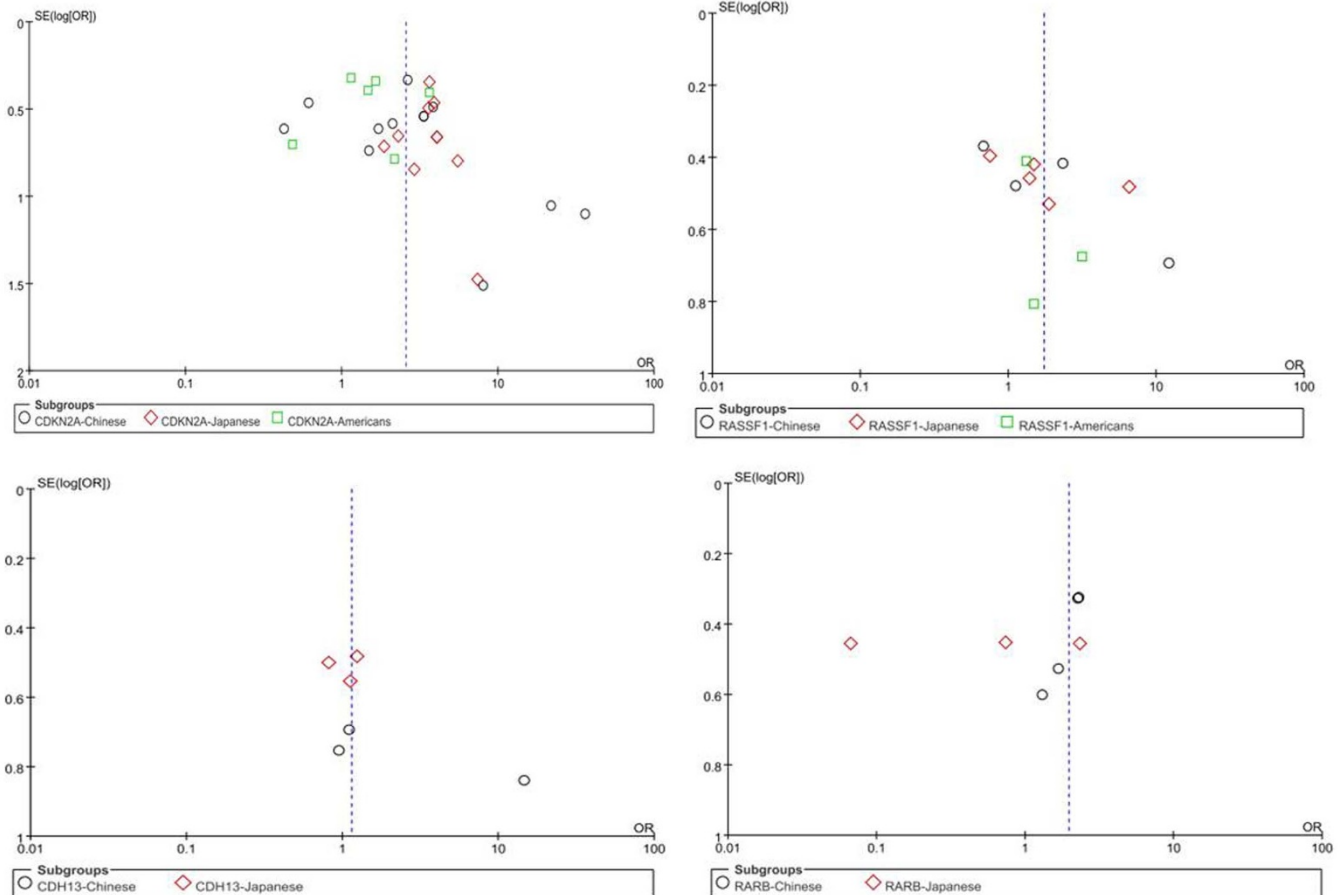 SE(log[OR])
0
0.5
1
1.5
2
0.01
0.1
1
10
100
OR
Subgroups
CDKN2A-Chinese CDKN2A-Japanese CDKN2A-Americans
SE(log[OR])
0
0.2
0.4
0.6
0.8
1
0.01
0.1
1
10
100
OR
Subgroups
RASSF1-Chinese RASSF1-Japanese RASSF1-Americans
SE(log[OR])
0
0.2
0.4
0.6
0.8
1
0.01
0.1
1
10
100
OR
Subgroups
CDH13-Chinese CDH13-Japanese
SE(log[OR])
0
0.2
0.4
0.6
0.8
1
0.01
0.1
1
10
100
OR
Subgroups
RARB-Chinese RARB-Japanese